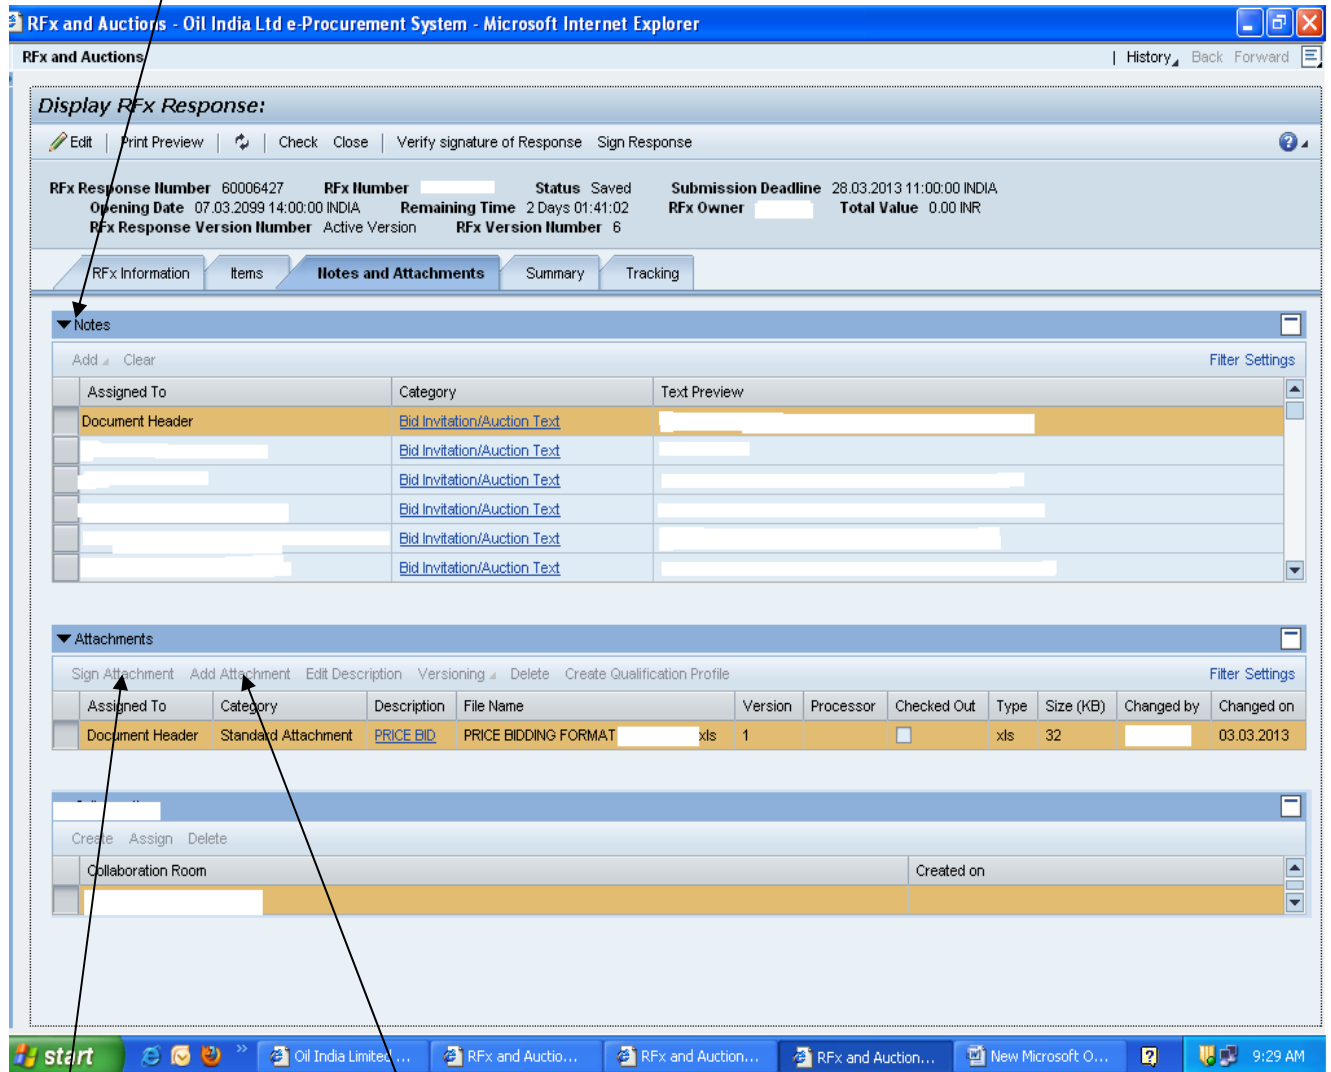 RFx and Auctions - Oil India Ltd e-Procurement System - Microsoft Internet Explorer
RFx and Auctions | History Back Forward
Display RFx Response:
Edit | Print Preview | | Check Close | Verify signature of Response Sign Response
RFx Response Number 60006427 RFx Number Status Saved Submission Deadline 28.03.2013 11:00:00 INDIA
Opening Date 07.03.2099 14:00:00 INDIA Remaining Time 2 Days 01:41:02 RFx Owner Total Value 0.00 INR
RFx Response Version Number Active Version RFx Version Number 6
RFx Information Items Notes and Attachments Summary Tracking
Notes
Add Clear Filter Settings
Assigned To Category Text Preview
Document Header Bid Invitation/Auction Text
Bid Invitation/Auction Text
Bid Invitation/Auction Text
Bid Invitation/Auction Text
Bid Invitation/Auction Text
Bid Invitation/Auction Text
Attachments
Sign Attachment Add Attachment Edit Description Versioning Delete Create Qualification Profile Filter Settings
Assigned To Category Description File Name Version Processor Checked Out Type Size (KB) Changed by Changed on
Document Header Standard Attachment PRICE BID PRICE BIDDING FORMAT xls 1 xls 32 03.03.2013
Create Assign Delete
Collaboration Room Created on
start » Oil India Limited ... RFx and Auctio... RFx and Auction... RFx and Auction... New Microsoft O... 9:29 AM